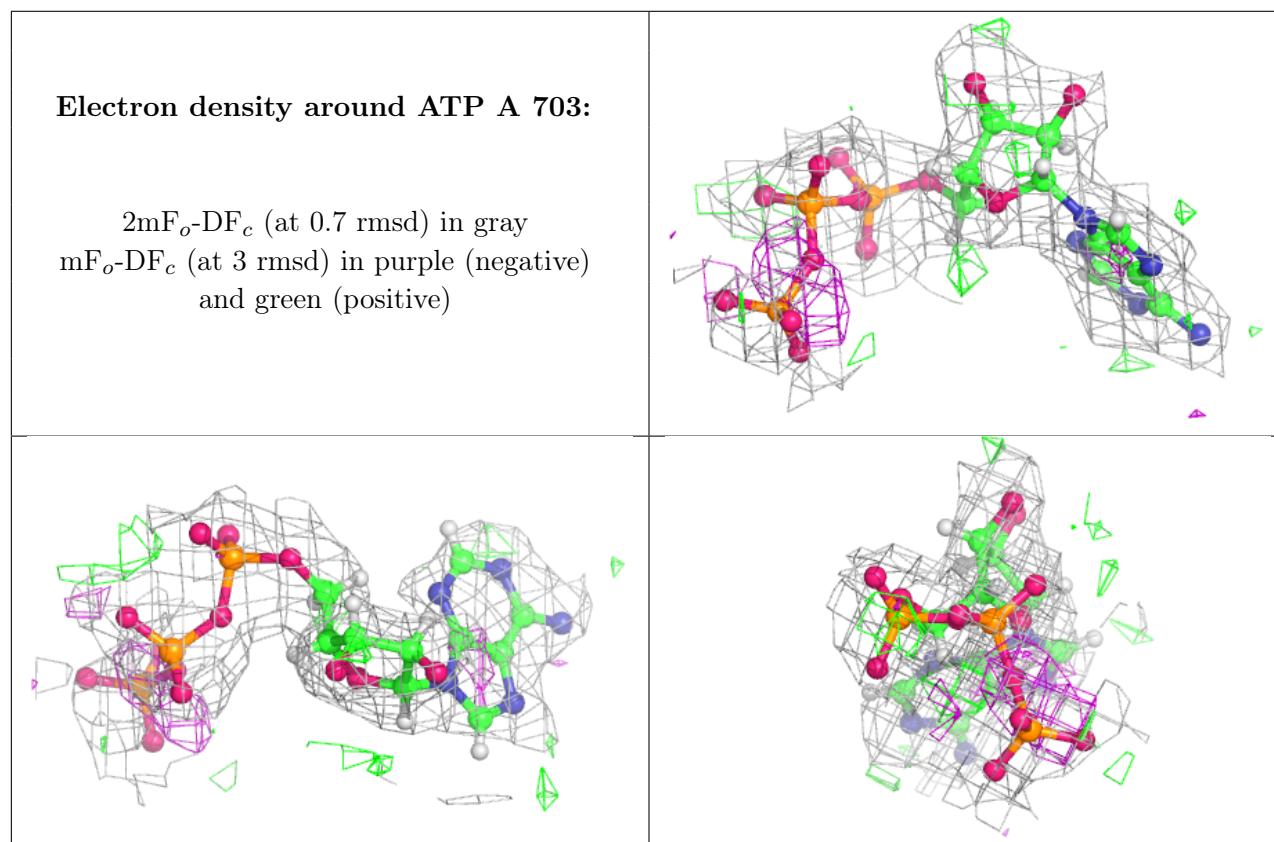 Electron density around ATP A 703:
2mFₒ-DF𝑐 (at 0.7 rmsd) in gray
mFₒ-DF𝑐 (at 3 rmsd) in purple (negative)
and green (positive)